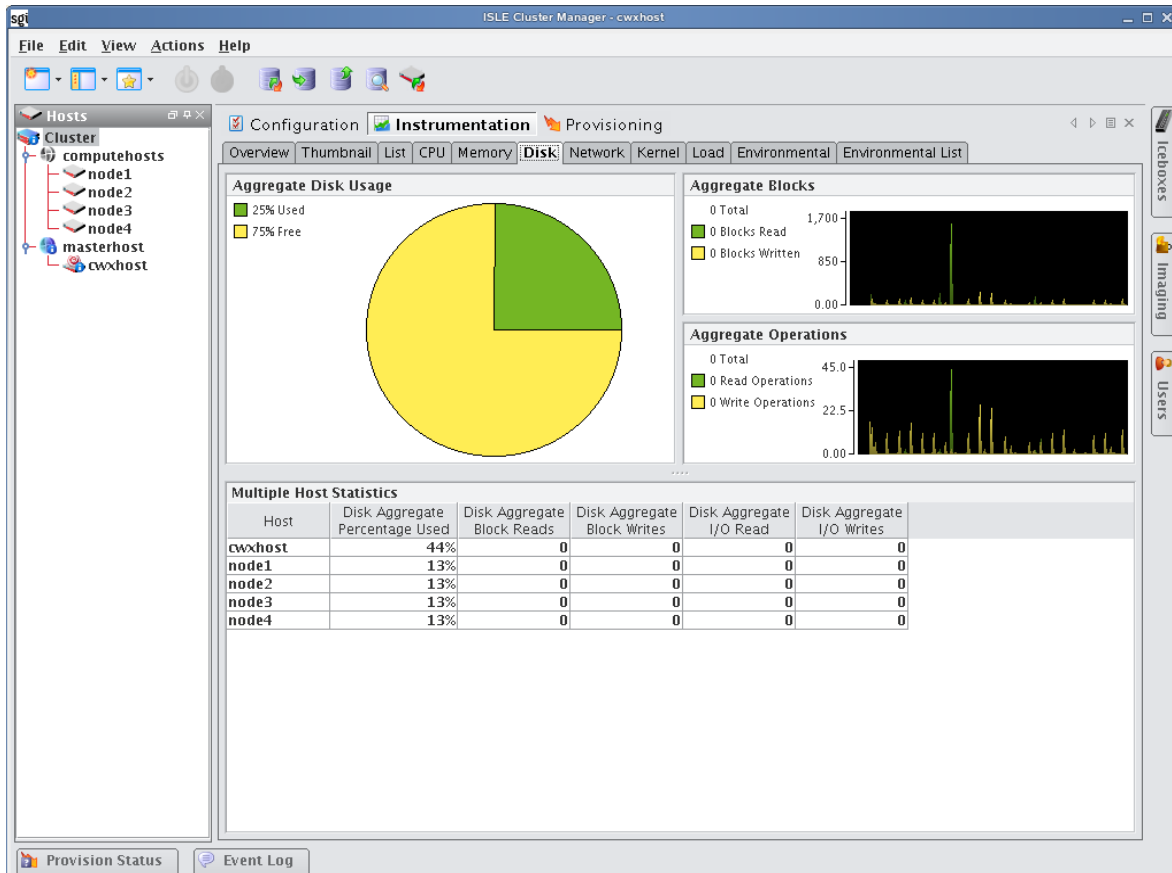 sgi ISLE Cluster Manager - cwxhost
File Edit View Actions Help
Hosts
Cluster
computehosts
node1
node2
node3
node4
masterhost
cwxhost
Configuration Instrumentation Provisioning
Overview Thumbnail List CPU Memory Disk Network Kernel Load Environmental Environmental List
Aggregate Disk Usage
25% Used
75% Free
Aggregate Blocks
0 Total
0 Blocks Read
0 Blocks Written
1,700
850
0.00
Aggregate Operations
0 Total
0 Read Operations
0 Write Operations
45.0
22.5
0.00
Multiple Host Statistics
Host Disk Aggregate Percentage Used Disk Aggregate Block Reads Disk Aggregate Block Writes Disk Aggregate I/O Read Disk Aggregate I/O Writes
cwxhost 44% 0 0 0 0
node1 13% 0 0 0 0
node2 13% 0 0 0 0
node3 13% 0 0 0 0
node4 13% 0 0 0 0
Iceboxes
Imaging
Users
Provision Status Event Log